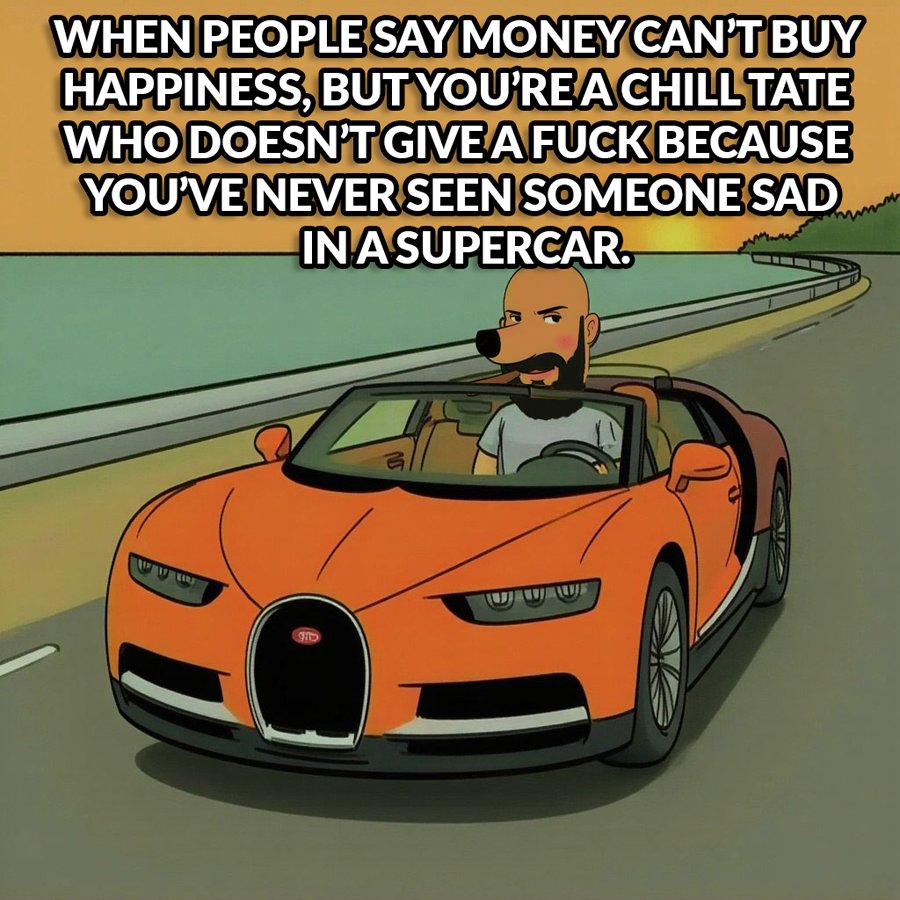 WHEN PEOPLE SAY MONEY CAN'T BUY
HAPPINESS, BUT YOU'RE A CHILL TATE
WHO DOESN'T GIVE A FUCK BECAUSE
YOU'VE NEVER SEEN SOMEONE SAD
IN A SUPERCAR.